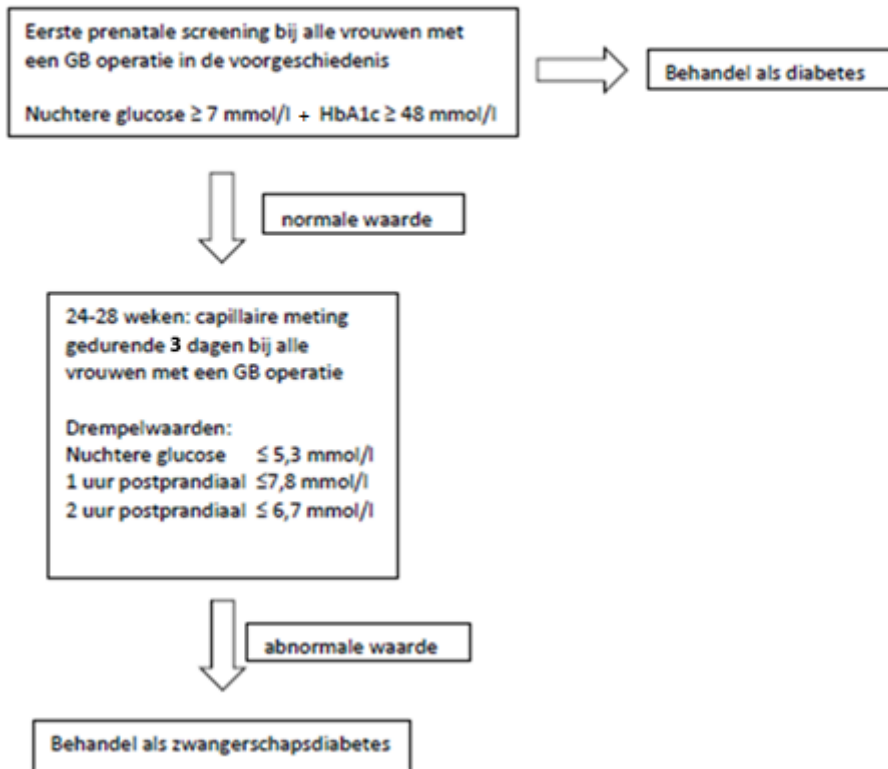 Eerste prenatale screening bij alle vrouwen met
een GB operatie in de voorgeschiedenis
Nuchtere glucose ≥ 7 mmol/l + HbA1c ≥ 48 mmol/l
Behandel als diabetes
normale waarde
24-28 weken: capillaire meting
gedurende 3 dagen bij alle
vrouwen met een GB operatie
Drempelwaarden:
Nuchtere glucose ≤ 5,3 mmol/l
1 uur postprandiaal ≤7,8 mmol/l
2 uur postprandiaal ≤ 6,7 mmol/l
abnormale waarde
Behandel als zwangerschapsdiabetes